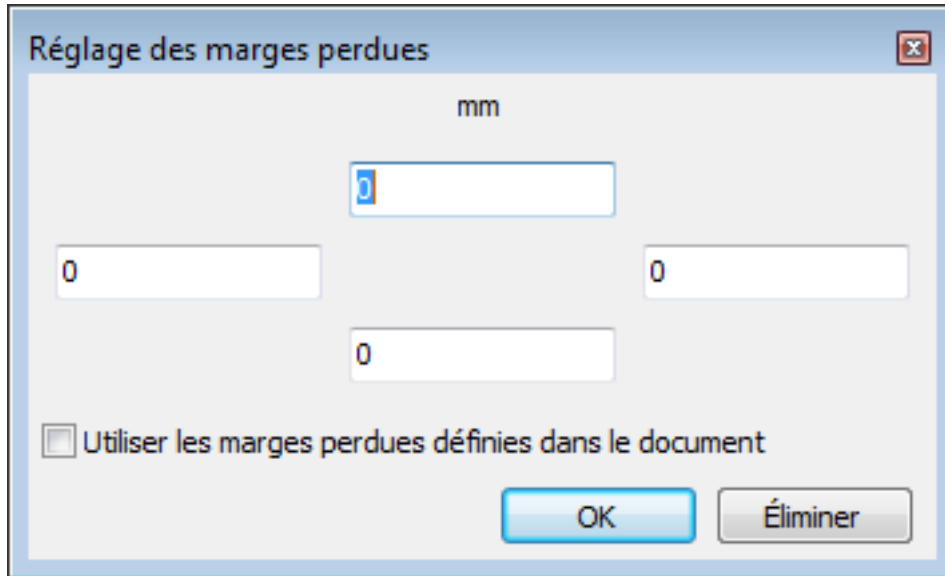 Réglage des marges perdues
mm
0
0 0
0
Utiliser les marges perdues définies dans le document
OK Éliminer